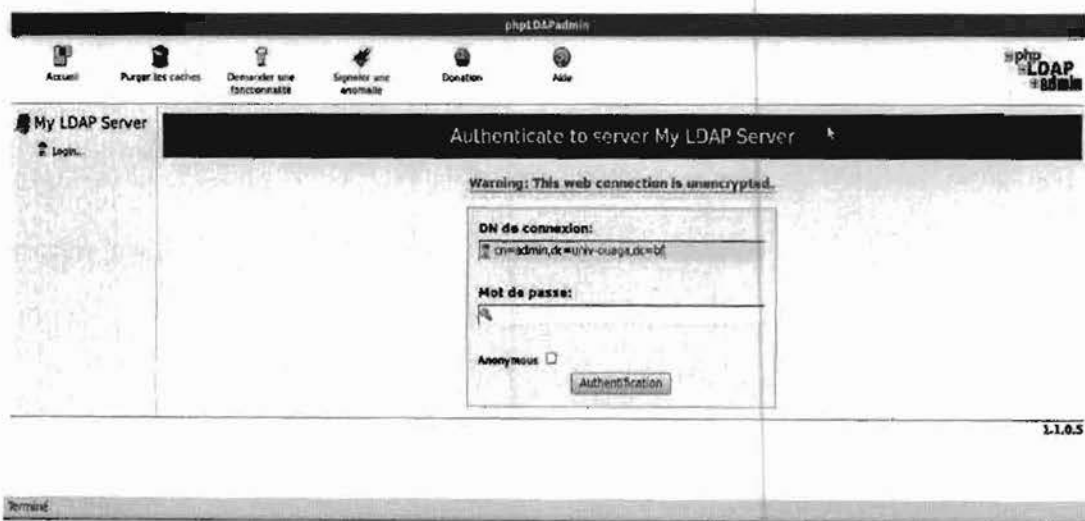 phpLDAPadmin
Accueil
Purger les caches
Demander une fonctionnalité
Signaler une anomalie
Donation
Aide
php
LDAP
admin
My LDAP Server
Login...
Authenticate to server My LDAP Server
Warning: This web connection is unencrypted.
DN de connexion:
cn=admin,dc=univ-ouaga,dc=bf
Mot de passe:
Anonymous
Authentification
1.1.0.5
Terminé